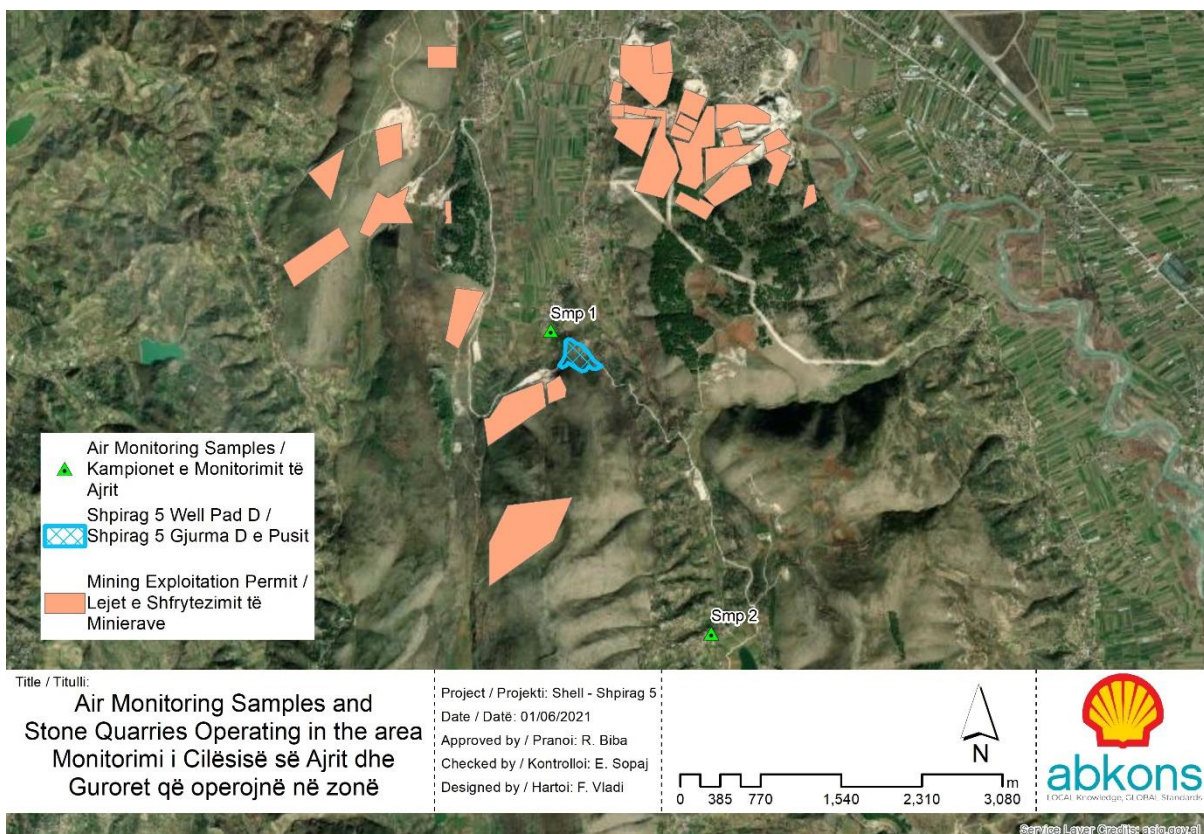 Smp 1
Smp 2
Air Monitoring Samples /
Kampionet e Monitorimit të
Ajrit
Shpirag 5 Well Pad D /
Shpirag 5 Gjurma D e Pusit
Mining Exploitation Permit /
Lejet e Shfrytezimit të
Minierave
Title / Titulli:
Air Monitoring Samples and
Stone Quarries Operating in the area
Monitorimi i Cilësisë së Ajrit dhe
Guroret që operojnë në zonë
Project / Projekti: Shell - Shpirag 5
Date / Datë: 01/06/2021
Approved by / Pranoi: R. Biba
Checked by / Kontrolloi: E. Sopaj
Designed by / Hartoi: F. Vladi
N
m
0 385 770 1,540 2,310 3,080
abkons
LOCAL Knowledge, GLOBAL Standards
Service Layer Credits: asig.gov.al